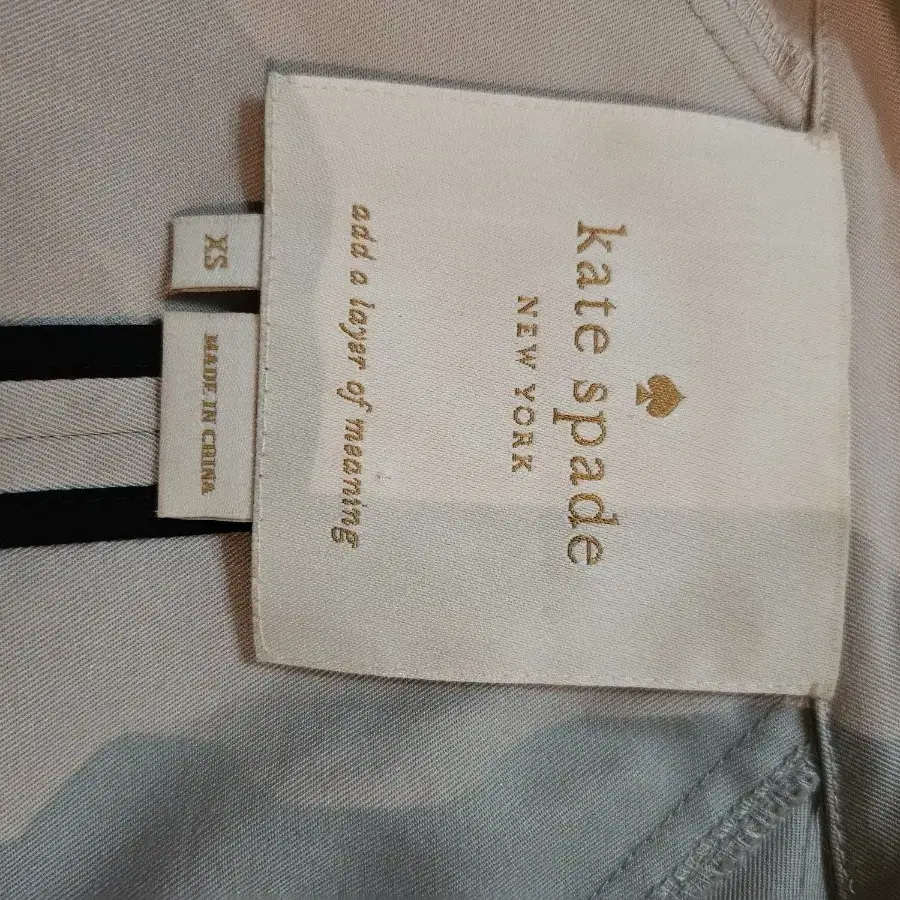 kate spade
NEW YORK
add a layer of meaning
XS
MADE IN CHINA